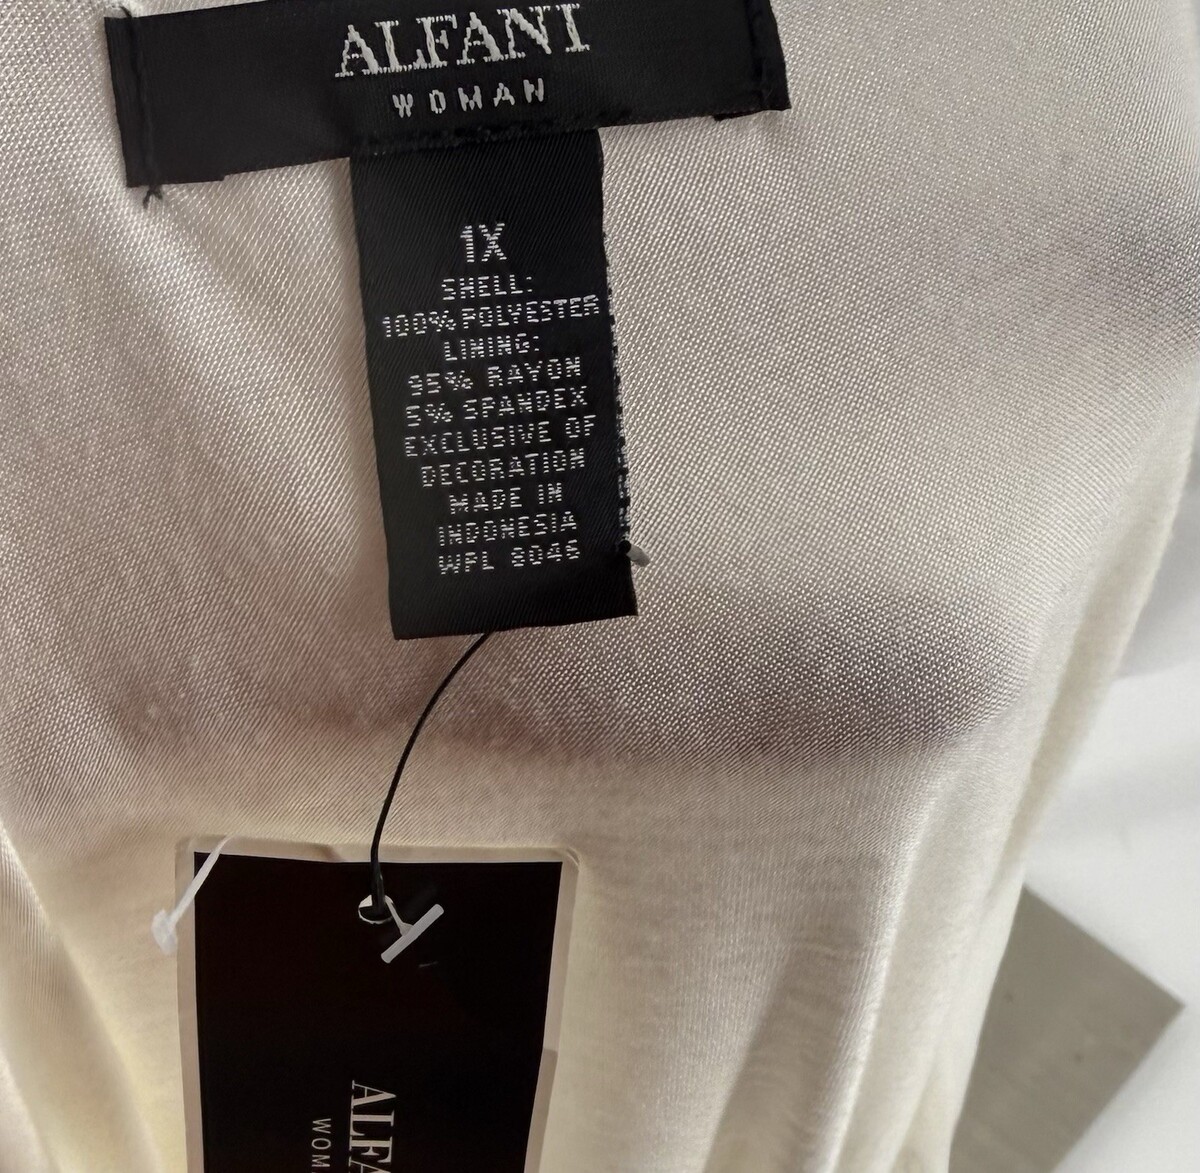 ALFANI
WOMAN
1X
SHELL:
100% POLYESTER
LINING:
95% RAYON
5% SPANDEX
EXCLUSIVE OF
DECORATION
MADE IN
INDONESIA
WPL 8046